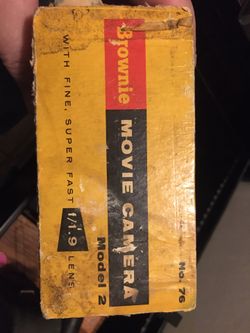 Brownie
MOVIE CAMERA
Model 2
WITH FINE, SUPER FAST f/1.9 LENS
No 76